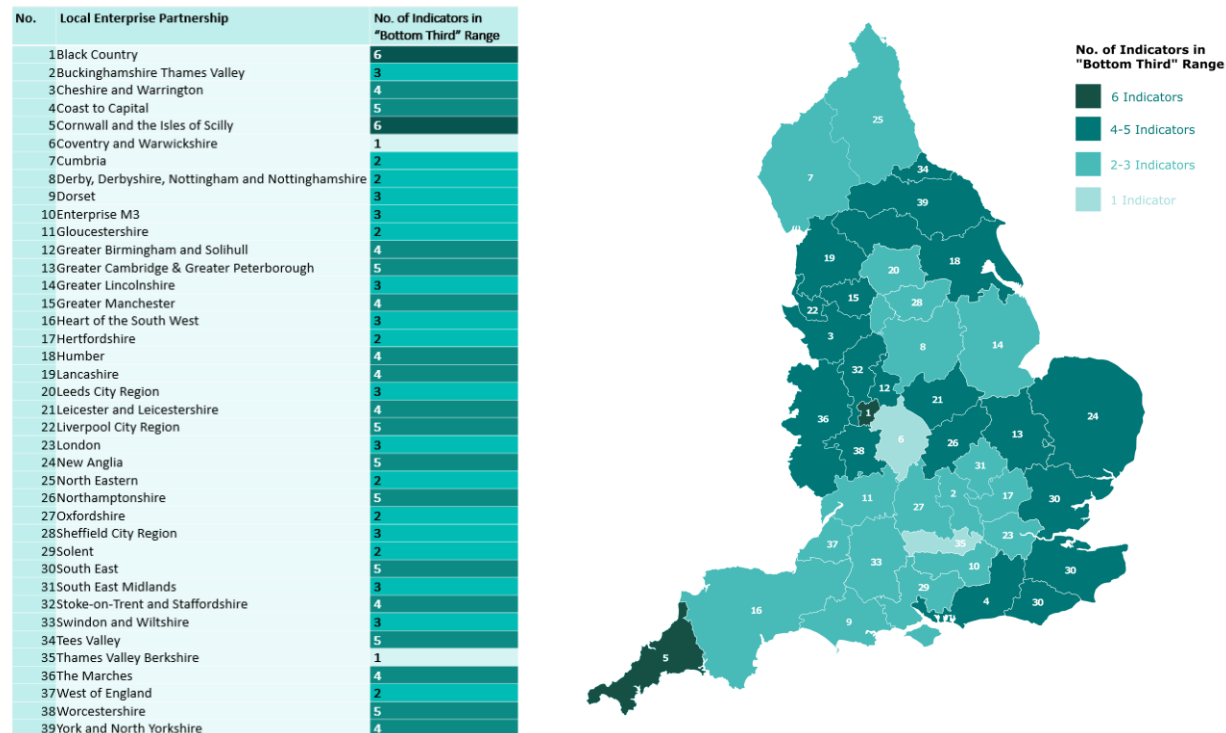 No. Local Enterprise Partnership No. of Indicators in
"Bottom Third" Range
1 Black Country 6
2 Buckinghamshire Thames Valley 3
3 Cheshire and Warrington 4
4 Coast to Capital 5
5 Cornwall and the Isles of Scilly 6
6 Coventry and Warwickshire 1
7 Cumbria 2
8 Derby, Derbyshire, Nottingham and Nottinghamshire 2
9 Dorset 3
10 Enterprise M3 3
11 Gloucestershire 2
12 Greater Birmingham and Solihull 4
13 Greater Cambridge & Greater Peterborough 5
14 Greater Lincolnshire 3
15 Greater Manchester 4
16 Heart of the South West 3
17 Hertfordshire 2
18 Humber 4
19 Lancashire 4
20 Leeds City Region 3
21 Leicester and Leicestershire 4
22 Liverpool City Region 5
23 London 3
24 New Anglia 5
25 North Eastern 2
26 Northamptonshire 5
27 Oxfordshire 2
28 Sheffield City Region 3
29 Solent 2
30 South East 5
31 South East Midlands 3
32 Stoke-on-Trent and Staffordshire 4
33 Swindon and Wiltshire 3
34 Tees Valley 5
35 Thames Valley Berkshire 1
36 The Marches 4
37 West of England 2
38 Worcestershire 5
39 York and North Yorkshire 4
No. of Indicators in
"Bottom Third" Range
6 Indicators
4-5 Indicators
2-3 Indicators
1 Indicator
25
7
34
39
19
20
18
15
28
22
3
8
14
32
12
21
1
36
24
6
26
13
38
31
11
27
2
17
30
37
35
23
33
10
30
29
4
30
16
9
5